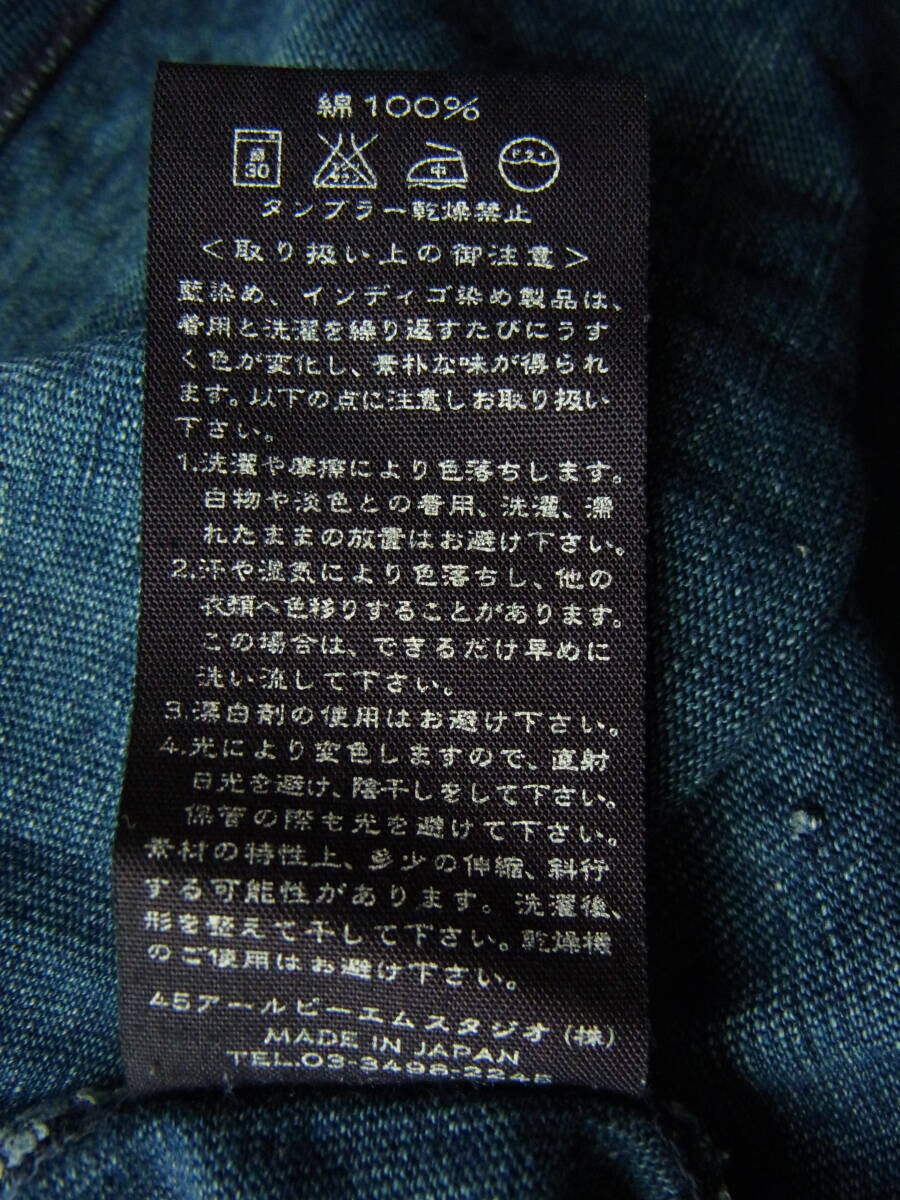 綿100%
30 中 ドライ
タンブラー乾燥禁止
<取り扱い上の御注意>
藍染め、インディゴ染め製品は、
着用と洗濯を繰り返すたびにうす
く色が変化し、素朴な味が得られ
ます。以下の点に注意しお取り扱い
下さい。
1.洗濯や摩擦により色落ちします。
白物や淡色との着用、洗濯、濡
れたままの放置はお避け下さい。
2.汗や湿気により色落ちし、他の
衣類へ色移りすることがあります。
この場合は、できるだけ早めに
洗い流して下さい。
3.漂白剤の使用はお避け下さい。
4.光により変色しますので、直射
日光を避け、陰干しをして下さい。
保管の際も光を避けて下さい。
素材の特性上、多少の伸縮、斜行
する可能性があります。洗濯後、
形を整えて干して下さい。乾燥機
のご使用はお避け下さい。
45アールピーエムスタジオ(株)
MADE IN JAPAN
TEL.03-3498-2248